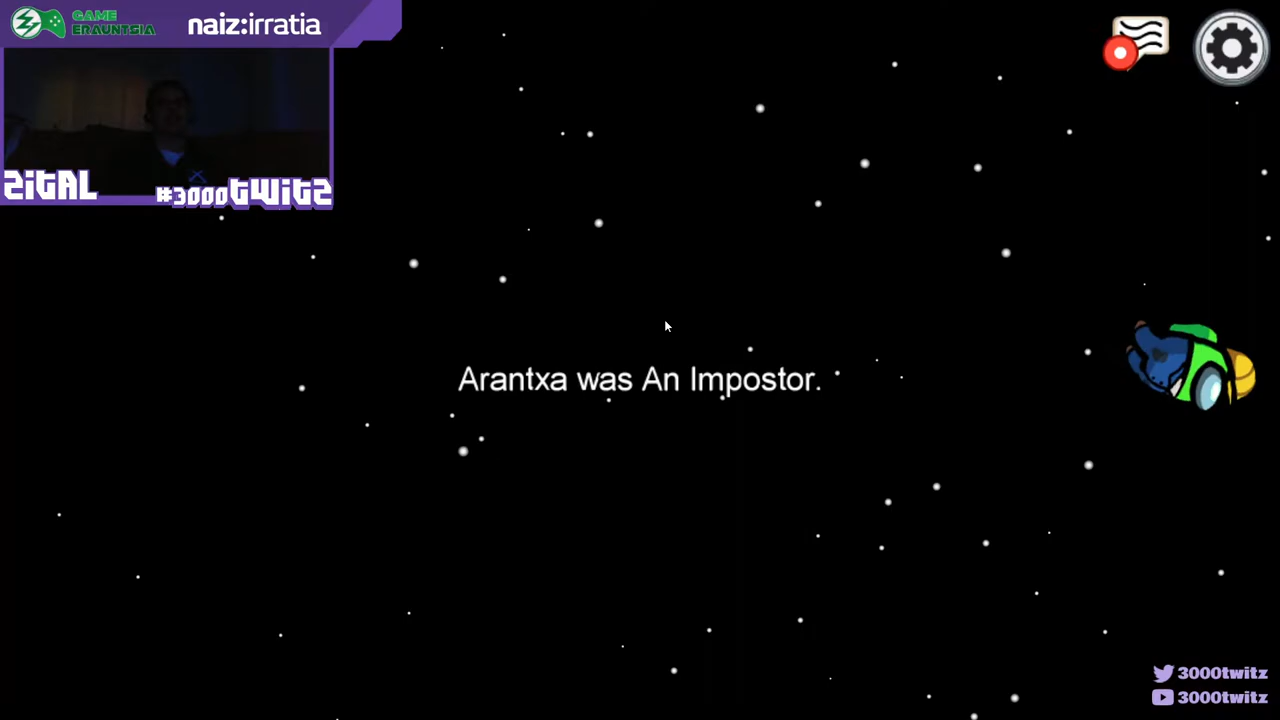 GAME
ERAUNTSIA
naiz:irratia
ZITAL
#3000TWITZ
Arantxa was An Impostor.
3000twitz
3000twitz